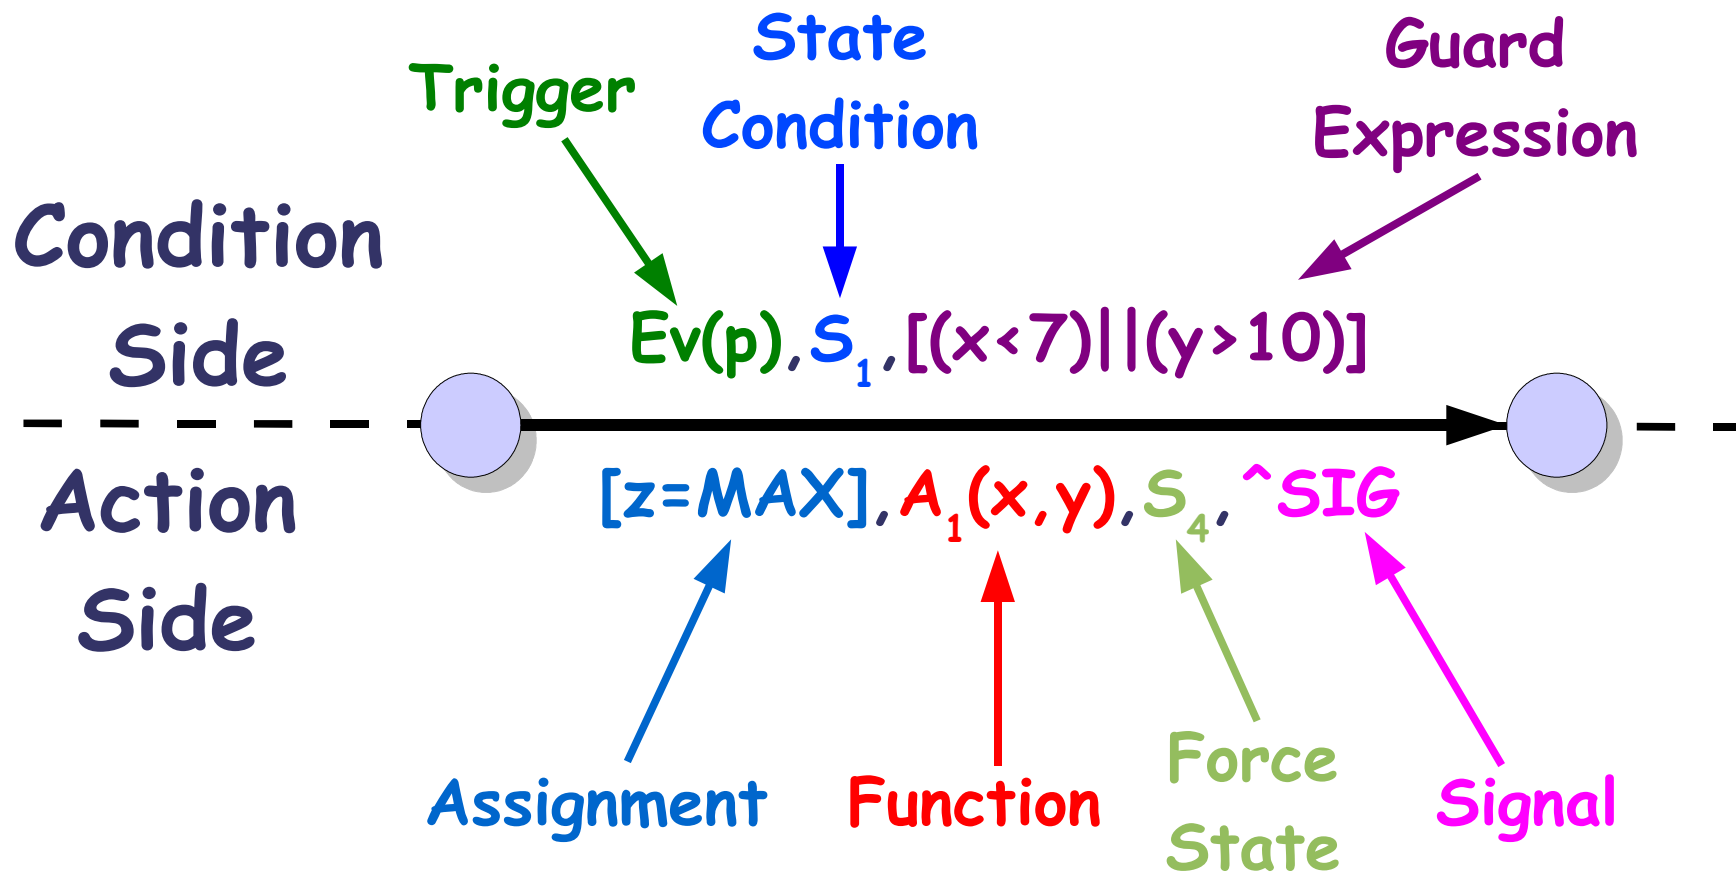 State
Condition
Guard
Expression
Trigger
Condition
Side
Ev(p),S₁,[(x<7)||(y>10)]
Action
Side
[z=MAX],A₁(x,y),S₄,^SIG
Assignment
Function
Force
State
Signal